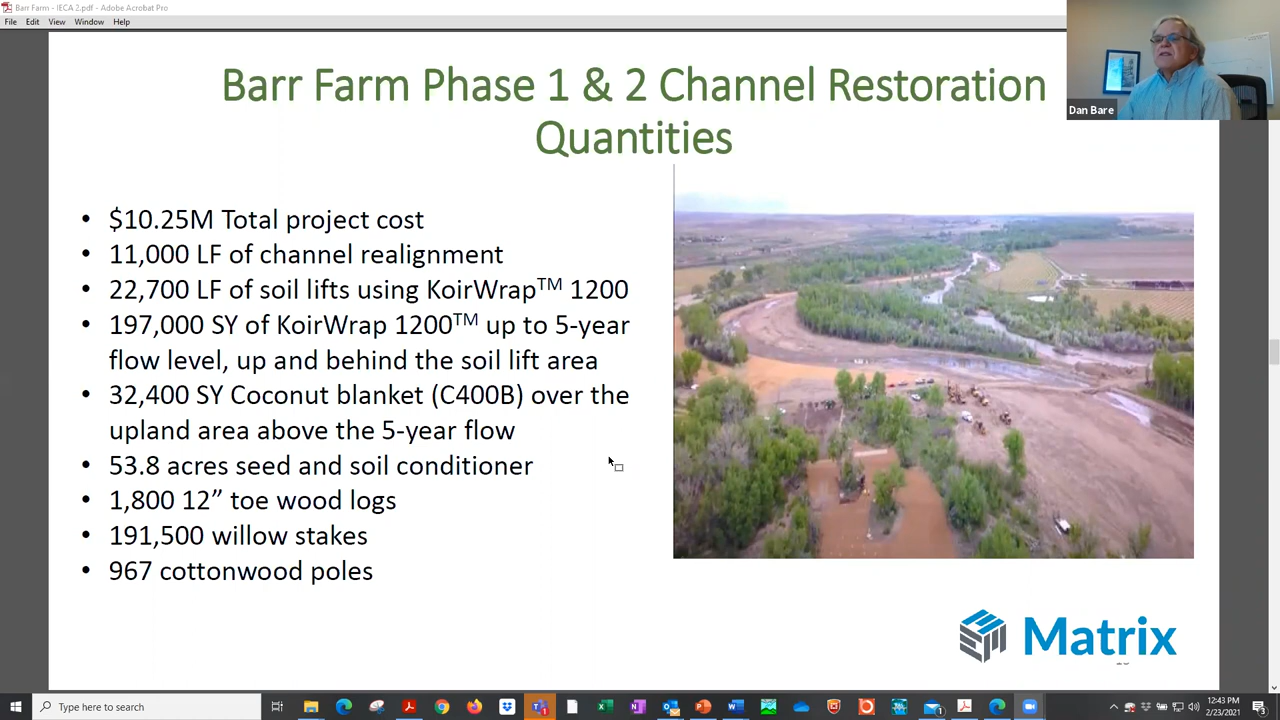 Barr Farm - IECA 2.pdf - Adobe Acrobat Pro
File Edit View Window Help
Barr Farm Phase 1 & 2 Channel Restoration
Quantities
Dan Bare
• $10.25M Total project cost
• 11,000 LF of channel realignment
• 22,700 LF of soil lifts using KoirWrap™ 1200
• 197,000 SY of KoirWrap 1200™ up to 5-year
flow level, up and behind the soil lift area
• 32,400 SY Coconut blanket (C400B) over the
upland area above the 5-year flow
• 53.8 acres seed and soil conditioner
• 1,800 12” toe wood logs
• 191,500 willow stakes
• 967 cottonwood poles
Matrix
Type here to search
12:43 PM
2/23/2021